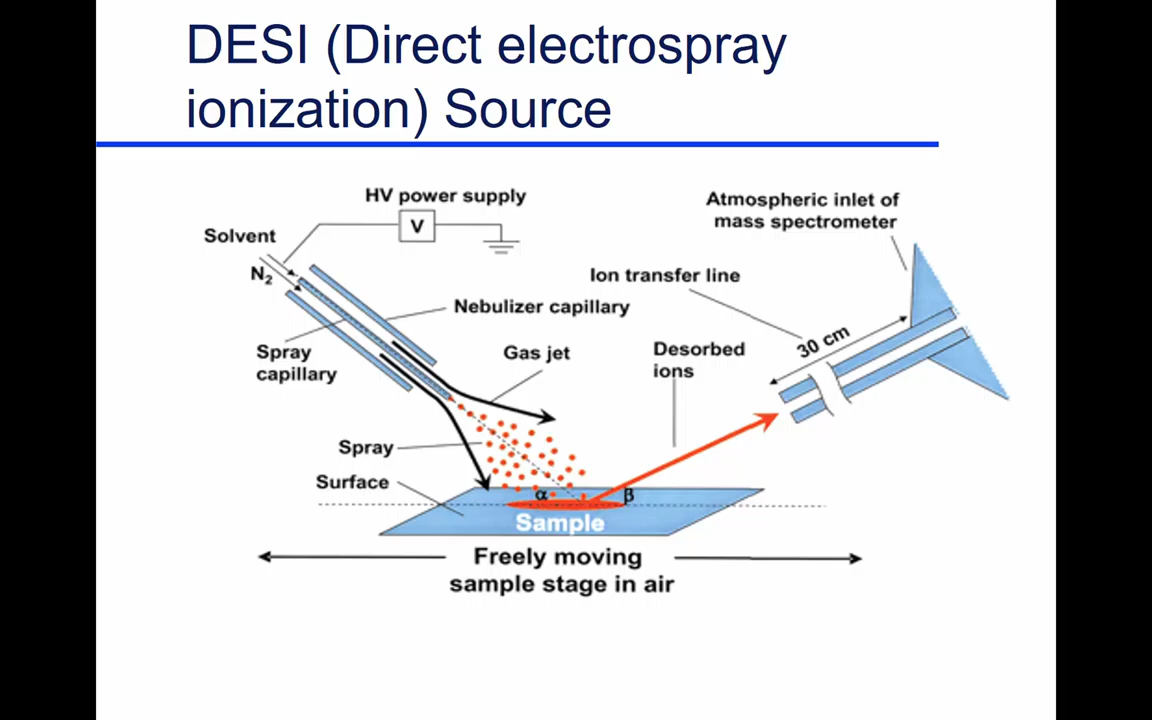 DESI (Direct electrospray
ionization) Source
HV power supply
V
Solvent
N2
Nebulizer capillary
Spray
capillary
Gas jet
Spray
Surface
α
β
Sample
Desorbed
ions
Ion transfer line
30 cm
Atmospheric inlet of
mass spectrometer
Freely moving
sample stage in air